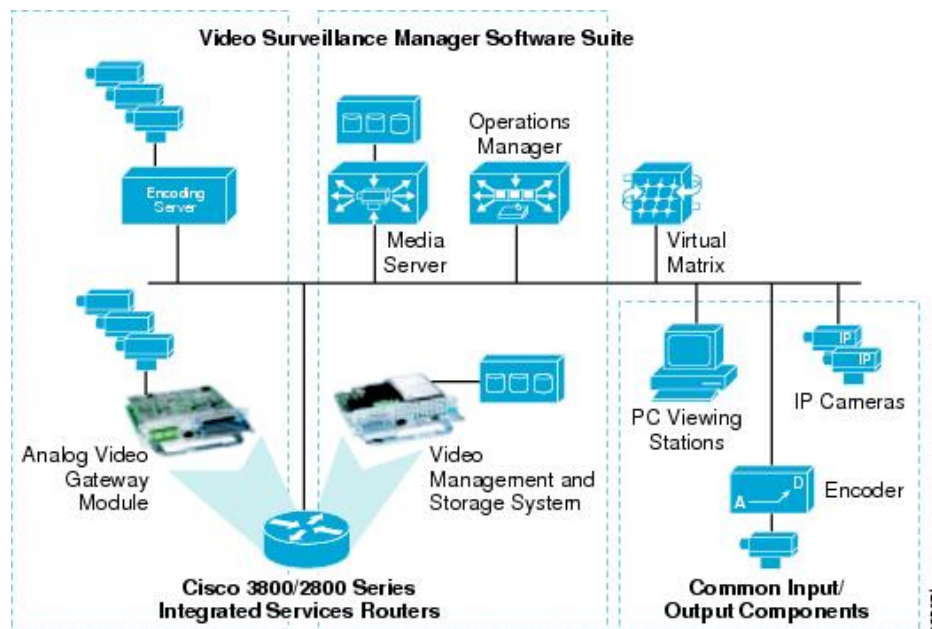 Video Surveillance Manager Software Suite
Encoding
Server
Operations
Manager
Media
Server
Virtual
Matrix
Analog Video
Gateway
Module
Video
Management and
Storage System
PC Viewing
Stations
IP
IP
IP Cameras
A D
Encoder
Cisco 3800/2800 Series
Integrated Services Routers
Common Input/
Output Components